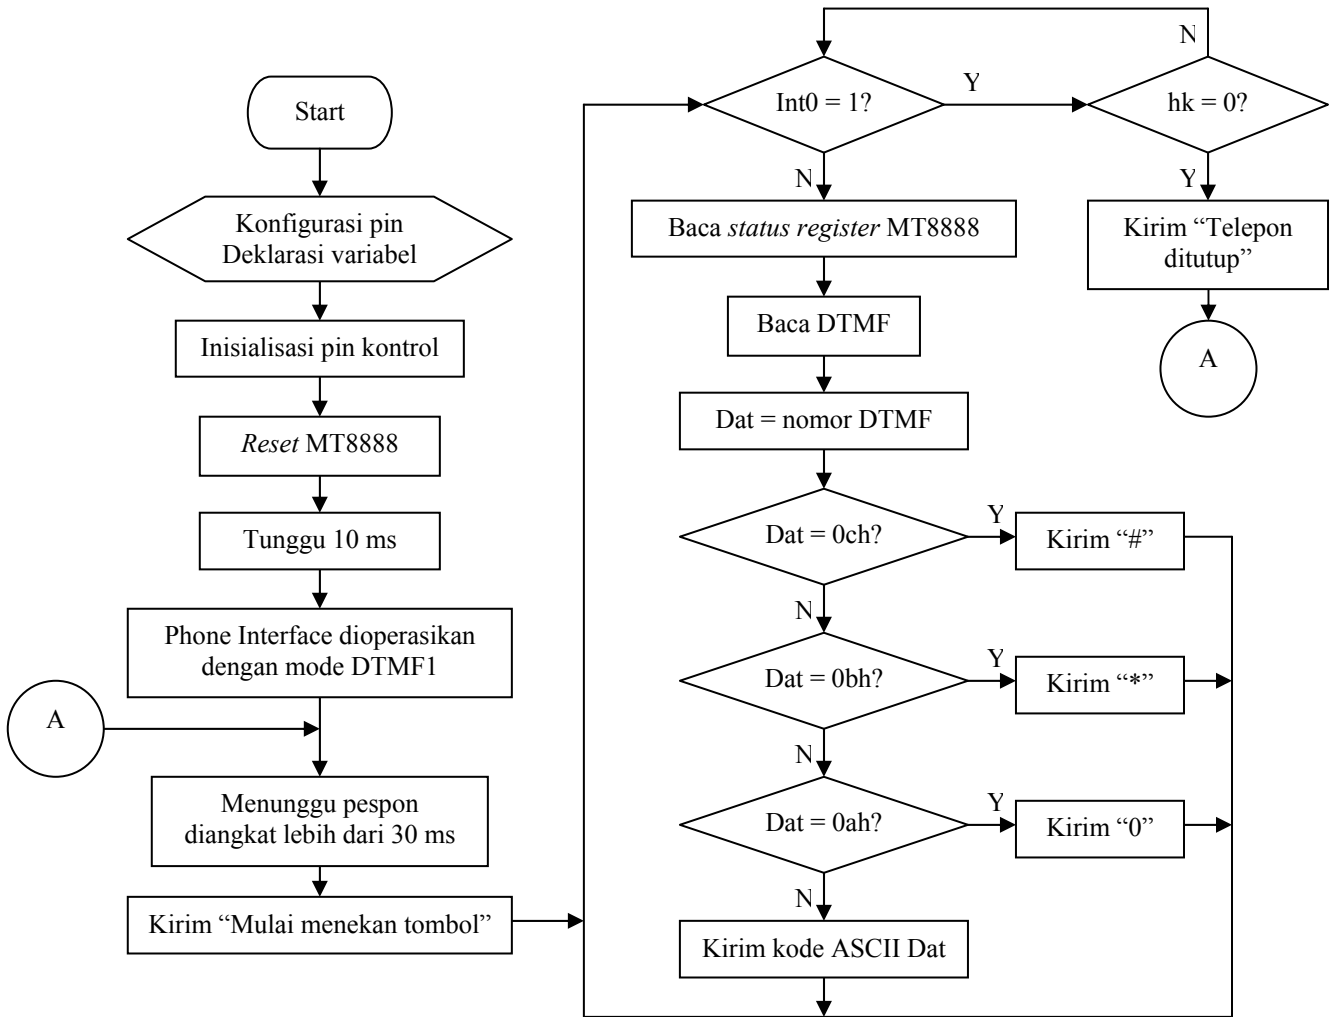 Start
Konfigurasi pin
Deklarasi variabel
Inisialisasi pin kontrol
Reset MT8888
Tunggu 10 ms
Phone Interface dioperasikan
dengan mode DTMF1
A
Menunggu pespon
diangkat lebih dari 30 ms
Kirim “Mulai menekan tombol”
Int0 = 1?
Y
N
hk = 0?
N
Y
Kirim “Telepon
ditutup”
A
Baca status register MT8888
Baca DTMF
Dat = nomor DTMF
Dat = 0ch?
Y
Kirim “#”
N
Dat = 0bh?
Y
Kirim “*”
N
Dat = 0ah?
Y
Kirim “0”
N
Kirim kode ASCII Dat